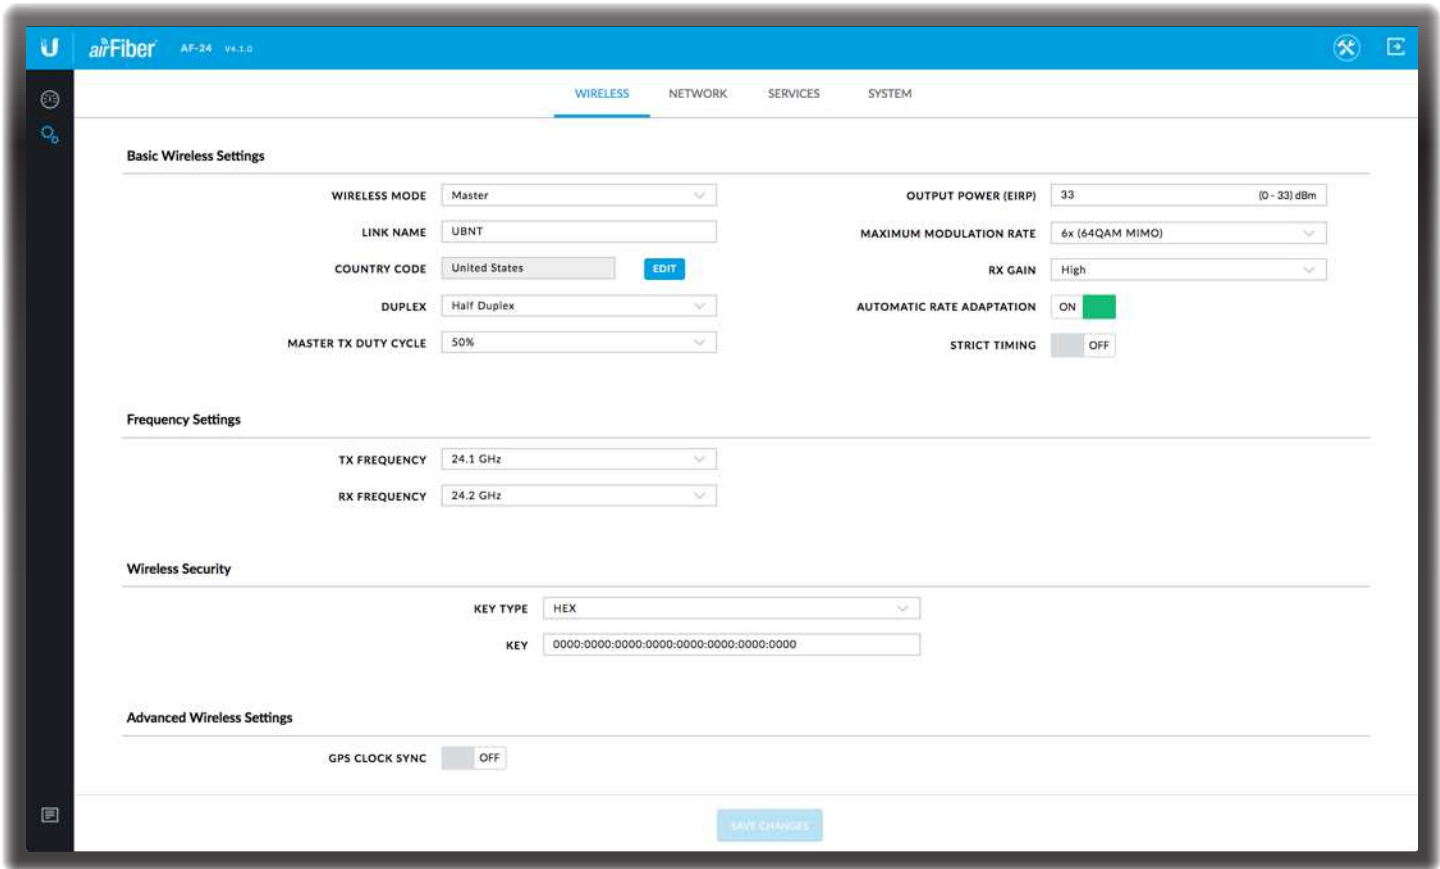 airFiber AF-24 V4.1.0
WIRELESS NETWORK SERVICES SYSTEM
Basic Wireless Settings
WIRELESS MODE Master
OUTPUT POWER (EIRP) 33 (0 - 33) dBm
LINK NAME UBNT
MAXIMUM MODULATION RATE 6x (64QAM MIMO)
COUNTRY CODE United States EDIT
RX GAIN High
DUPLEX Half Duplex
AUTOMATIC RATE ADAPTATION ON
MASTER TX DUTY CYCLE 50%
STRICT TIMING OFF
Frequency Settings
TX FREQUENCY 24.1 GHz
RX FREQUENCY 24.2 GHz
Wireless Security
KEY TYPE HEX
KEY 0000:0000:0000:0000:0000:0000:0000:0000
Advanced Wireless Settings
GPS CLOCK SYNC OFF
SAVE CHANGES